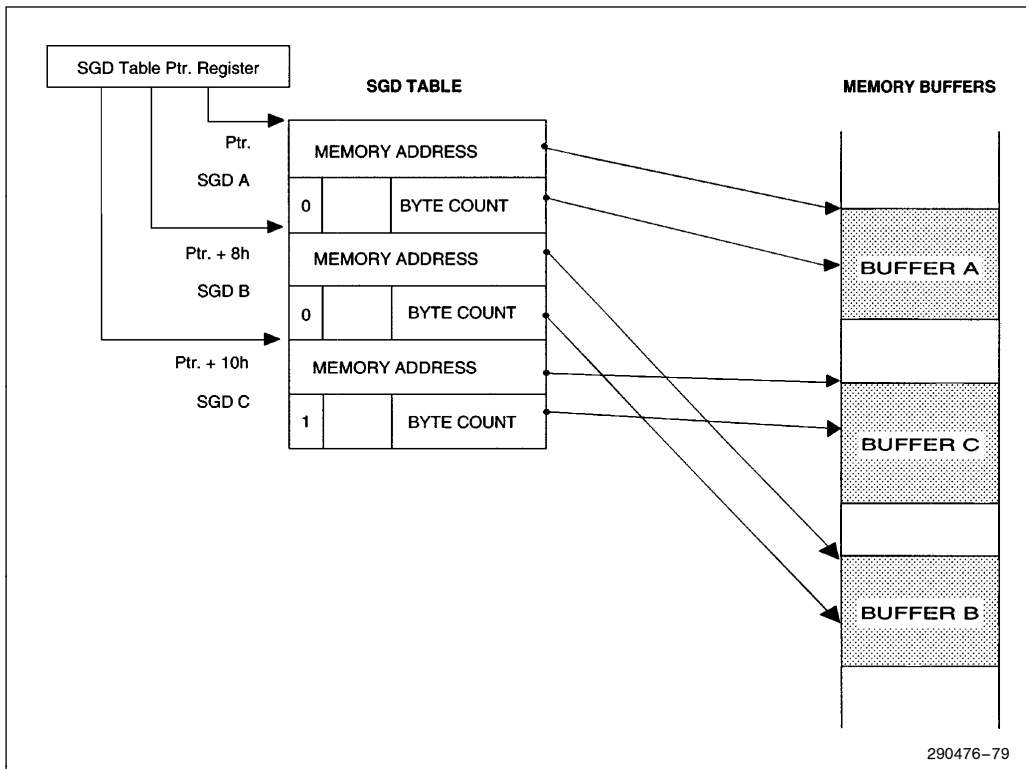 SGD Table Ptr. Register
SGD TABLE
MEMORY BUFFERS
Ptr.
SGD A
MEMORY ADDRESS
0
BYTE COUNT
Ptr. + 8h
SGD B
MEMORY ADDRESS
0
BYTE COUNT
Ptr. + 10h
SGD C
MEMORY ADDRESS
1
BYTE COUNT
BUFFER A
BUFFER C
BUFFER B
290476–79